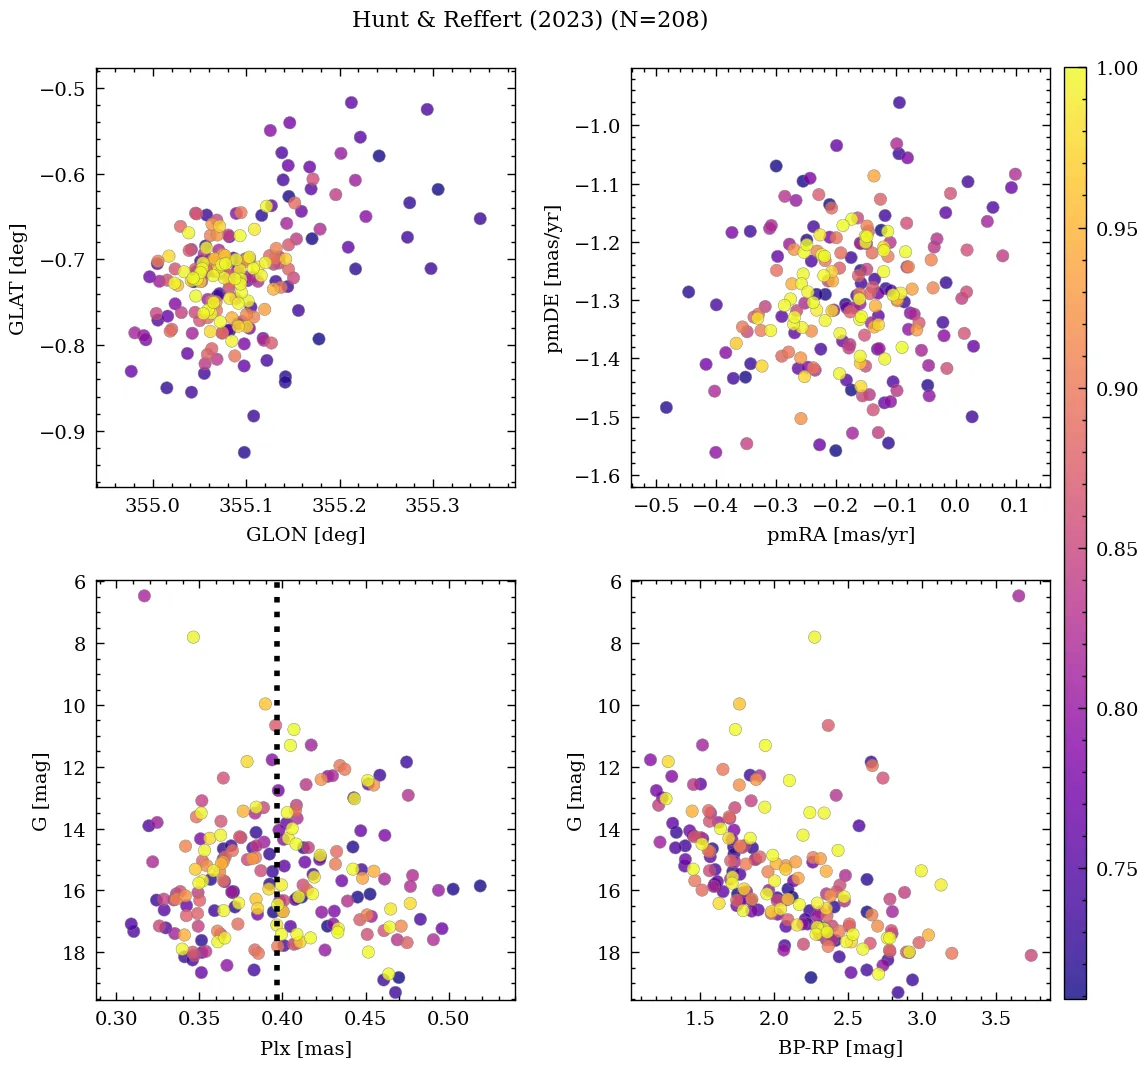 Hunt & Reffert (2023) (N=208)
−0.5
−0.6
−0.7
−0.8
−0.9
GLAT [deg]
355.0 355.1 355.2 355.3
GLON [deg]
−1.0
−1.1
−1.2
−1.3
−1.4
−1.5
−1.6
pmDE [mas/yr]
−0.5 −0.4 −0.3 −0.2 −0.1 0.0 0.1
pmRA [mas/yr]
6
8
10
12
14
16
18
G [mag]
0.30 0.35 0.40 0.45 0.50
Plx [mas]
6
8
10
12
14
16
18
G [mag]
1.5 2.0 2.5 3.0 3.5
BP-RP [mag]
1.00
0.95
0.90
0.85
0.80
0.75